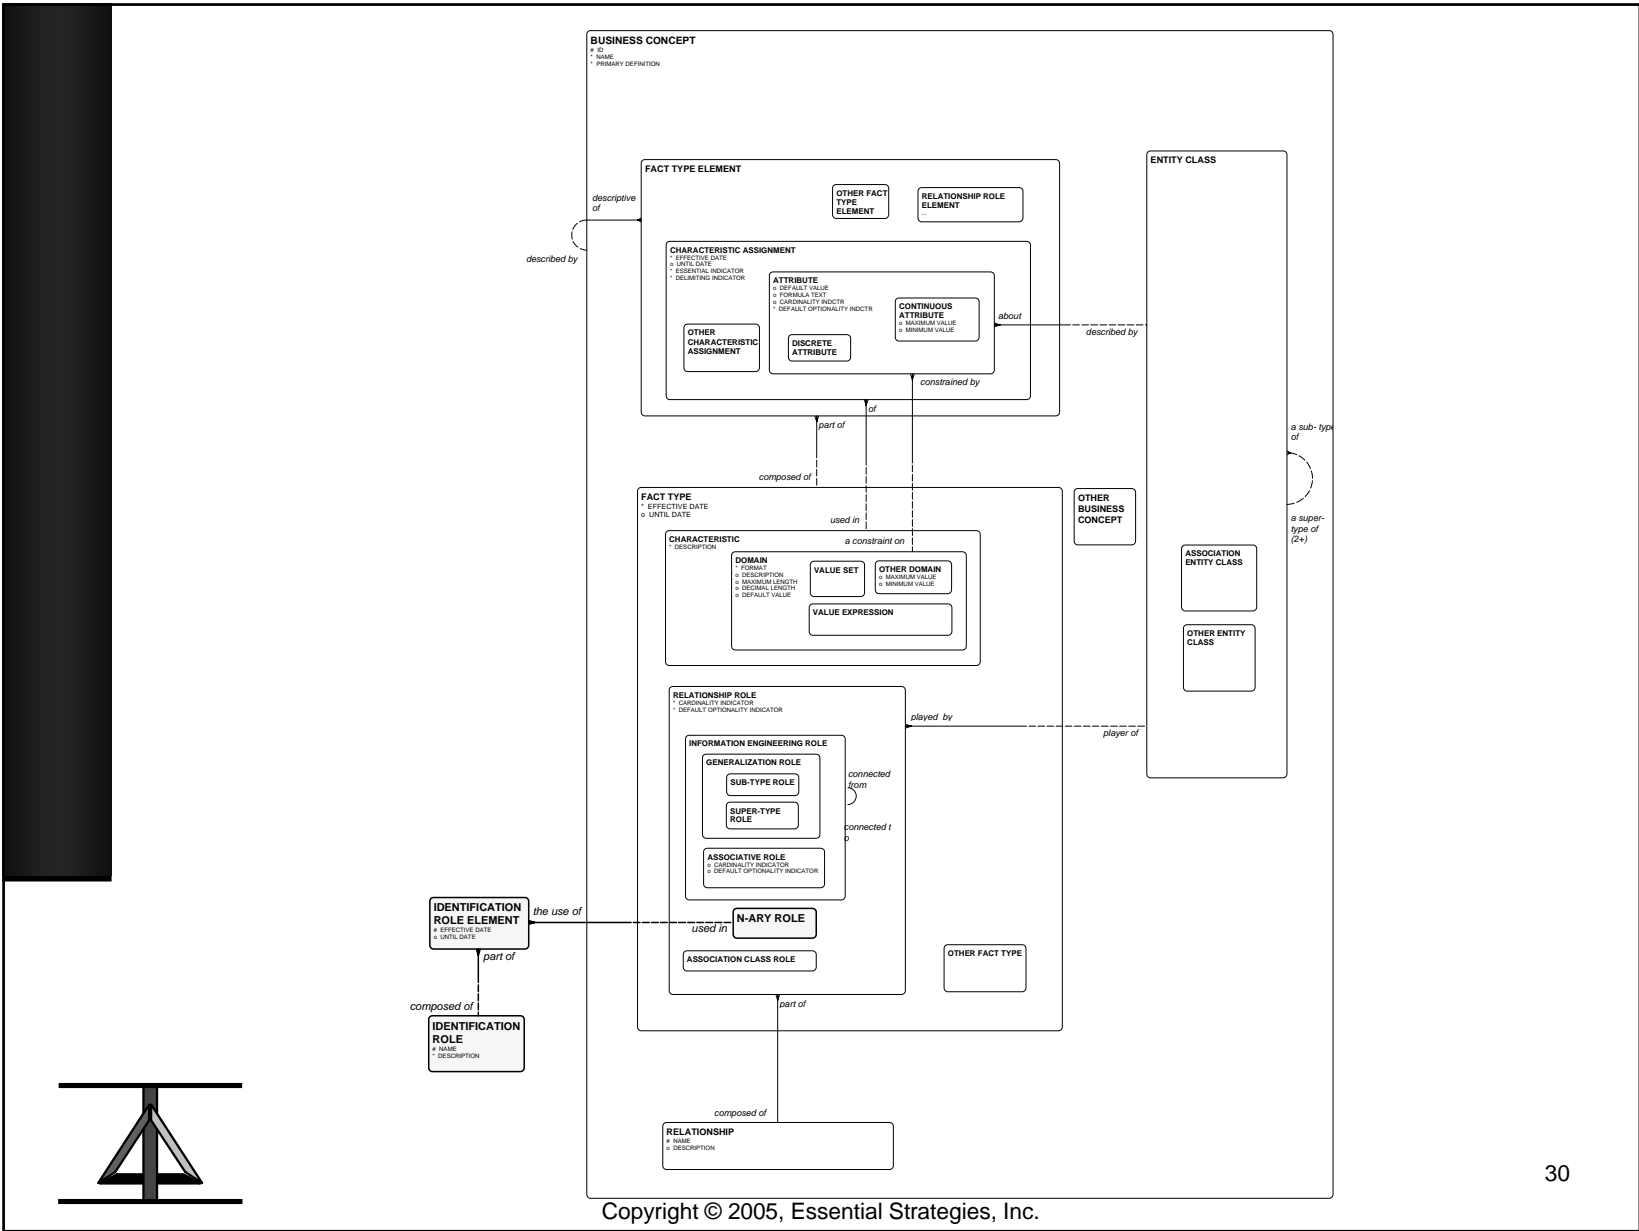 BUSINESS CONCEPT
# ID
* NAME
* PRIMARY DEFINITION
ENTITY CLASS
FACT TYPE ELEMENT
OTHER FACT
TYPE
ELEMENT
RELATIONSHIP ROLE
ELEMENT
...
descriptive
of
described by
CHARACTERISTIC ASSIGNMENT
* EFFECTIVE DATE
o UNTIL DATE
* ESSENTIAL INDICATOR
* DELIMITING INDICATOR
ATTRIBUTE
o DEFAULT VALUE
o FORMULA TEXT
o CARDINALITY INDCTR
* DEFAULT OPTIONALITY INDCTR
CONTINUOUS
ATTRIBUTE
o MAXIMUM VALUE
o MINIMUM VALUE
about
described by
OTHER
CHARACTERISTIC
ASSIGNMENT
DISCRETE
ATTRIBUTE
constrained by
of
part of
a sub- type
of
composed of
FACT TYPE
* EFFECTIVE DATE
o UNTIL DATE
OTHER
BUSINESS
CONCEPT
used in
a super-
type of
(2+)
CHARACTERISTIC
* DESCRIPTION
a constraint on
DOMAIN
* FORMAT
o DESCRIPTION
o MAXIMUM LENGTH
o DECIMAL LENGTH
o DEFAULT VALUE
VALUE SET
OTHER DOMAIN
o MAXIMUM VALUE
o MINIMUM VALUE
VALUE EXPRESSION
ASSOCIATION
ENTITY CLASS
OTHER ENTITY
CLASS
RELATIONSHIP ROLE
* CARDINALITY INDICATOR
* DEFAULT OPTIONALITY INDICATOR
played by
player of
INFORMATION ENGINEERING ROLE
GENERALIZATION ROLE
SUB-TYPE ROLE
SUPER-TYPE
ROLE
connected
from
connected t
o
ASSOCIATIVE ROLE
o CARDINALITY INDICATOR
o DEFAULT OPTIONALITY INDICATOR
IDENTIFICATION
ROLE ELEMENT
# EFFECTIVE DATE
o UNTIL DATE
the use of
used in
N-ARY ROLE
part of
ASSOCIATION CLASS ROLE
OTHER FACT TYPE
composed of
part of
IDENTIFICATION
ROLE
# NAME
* DESCRIPTION
composed of
RELATIONSHIP
# NAME
o DESCRIPTION
30
Copyright © 2005, Essential Strategies, Inc.